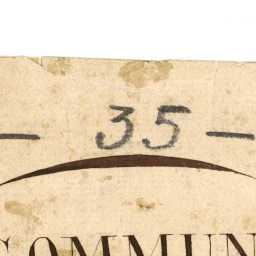 — 35 —
COMMUN